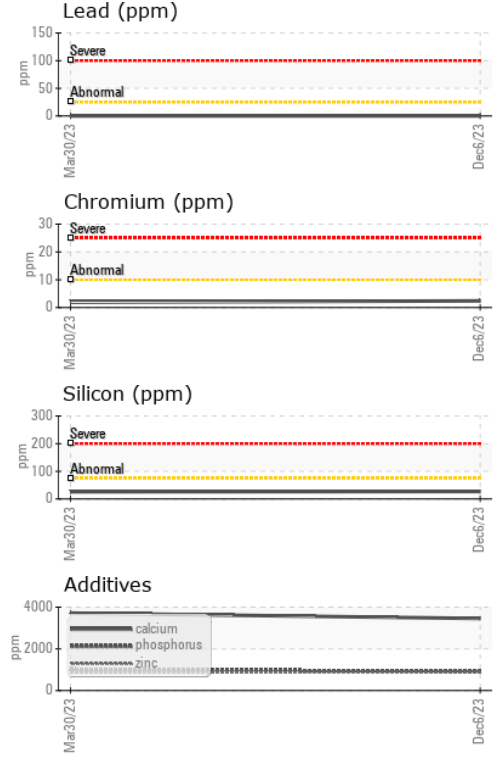 Lead (ppm)
150
Severe
100
ppm
50
Abnormal
0
Mar30/23
Dec6/23
Chromium (ppm)
30
Severe
20
ppm
Abnormal
10
0
Mar30/23
Dec6/23
Silicon (ppm)
300
Severe
200
ppm
100
Abnormal
0
Mar30/23
Dec6/23
Additives
4000
calcium
ppm
2000
phosphorus
zinc
0
Mar30/23
Dec6/23